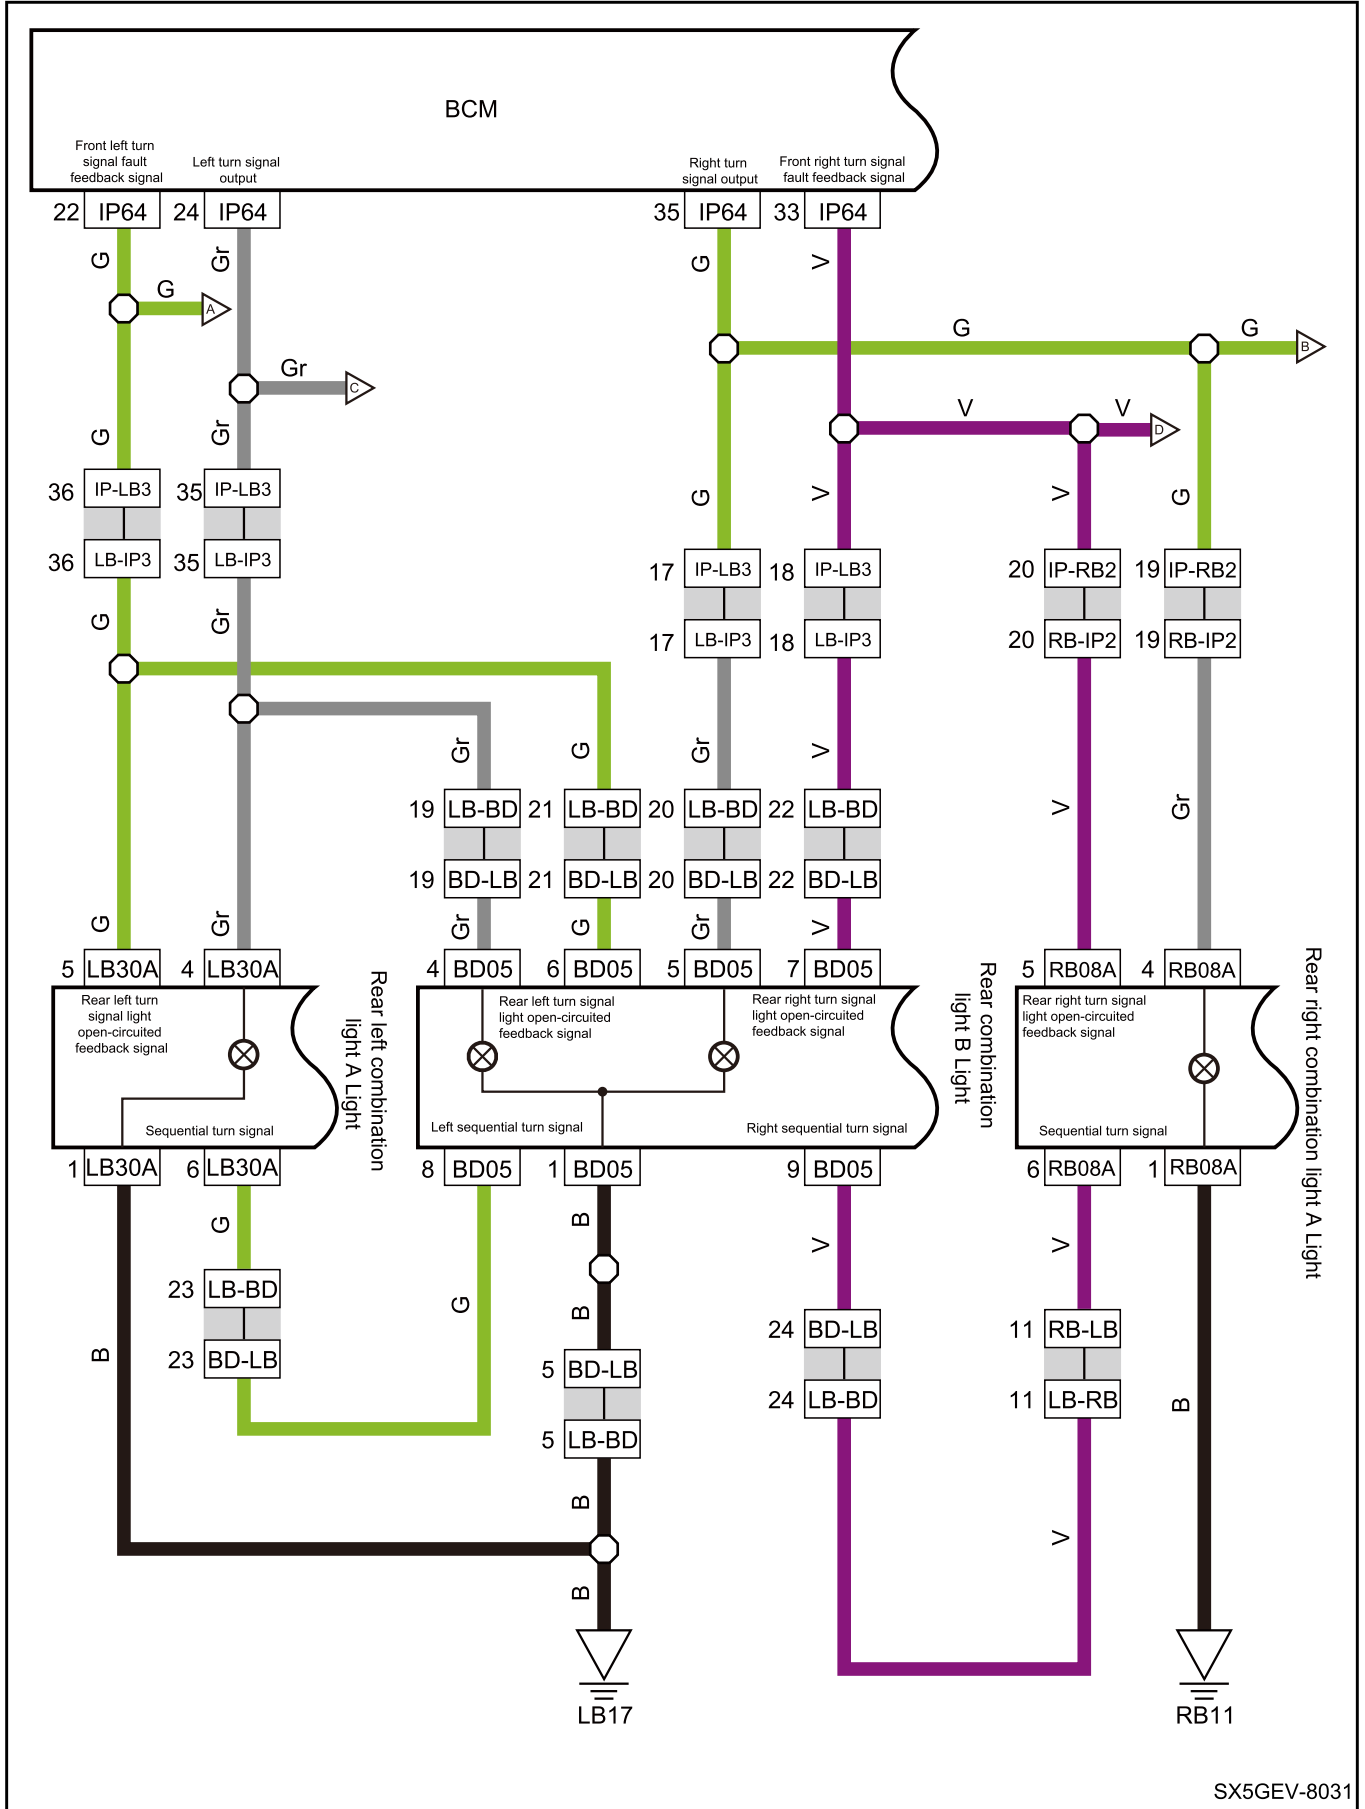 BCM
Front left turn
signal fault
feedback signal
Left turn signal
output
Right turn
signal output
Front right turn signal
fault feedback signal
22 IP64 24 IP64 35 IP64 33 IP64
G Gr G V
G A
G G B
Gr C
V V D
G Gr
36 IP-LB3 35 IP-LB3
G V V G
36 LB-IP3 35 LB-IP3
17 IP-LB3 18 IP-LB3 20 IP-RB2 19 IP-RB2
G Gr
17 LB-IP3 18 LB-IP3 20 RB-IP2 19 RB-IP2
Gr G Gr V
19 LB-BD 21 LB-BD 20 LB-BD 22 LB-BD V Gr
19 BD-LB 21 BD-LB 20 BD-LB 22 BD-LB
G Gr Gr G Gr V
5 LB30A 4 LB30A 4 BD05 6 BD05 5 BD05 7 BD05 5 RB08A 4 RB08A
Rear left turn
signal light
open-circuited
feedback signal
Sequential turn signal
Rear left combination
light A Light
Rear left turn signal
light open-circuited
feedback signal
Rear right turn signal
light open-circuited
feedback signal
Left sequential turn signal
Right sequential turn signal
Rear combination
light B Light
Rear right turn signal
light open-circuited
feedback signal
Sequential turn signal
Rear right combination light A Light
1 LB30A 6 LB30A 8 BD05 1 BD05 9 BD05 6 RB08A 1 RB08A
G B V V
23 LB-BD G B
24 BD-LB 11 RB-LB
B 23 BD-LB 5 BD-LB
24 LB-BD 11 LB-RB B
5 LB-BD
B V
B
LB17 RB11
SX5GEV-8031